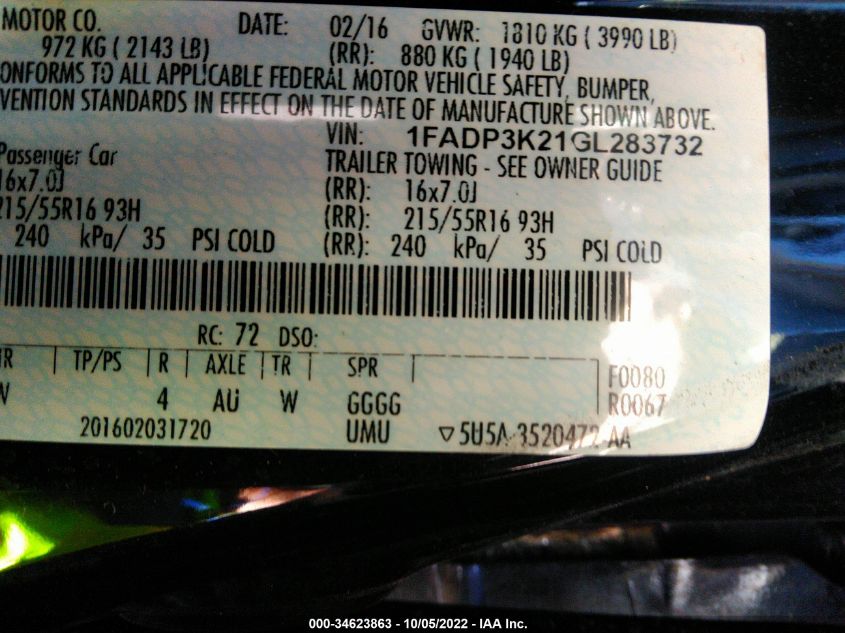 MOTOR CO. DATE: 02/16 GVWR: 1810 KG ( 3990 LB)
972 KG ( 2143 LB) (RR): 880 KG ( 1940 LB)
ONFORMS TO ALL APPLICABLE FEDERAL MOTOR VEHICLE SAFETY, BUMPER,
VENTION STANDARDS IN EFFECT ON THE DATE OF MANUFACTURE SHOWN ABOVE.
VIN: 1FADP3K21GL283732
Passenger Car TRAILER TOWING - SEE OWNER GUIDE
16x7.0J (RR): 16x7.0J
215/55R16 93H (RR): 215/55R16 93H
240 kPa/ 35 PSI COLD (RR): 240 kPa/ 35 PSI COLD
RC: 72 DSO:
R TP/PS R AXLE TR SPR F0080
4 AU W GGGG R0067
201602031720 UMU ▽5U5A-3520472-AA
000-34623863 - 10/05/2022 - IAA Inc.